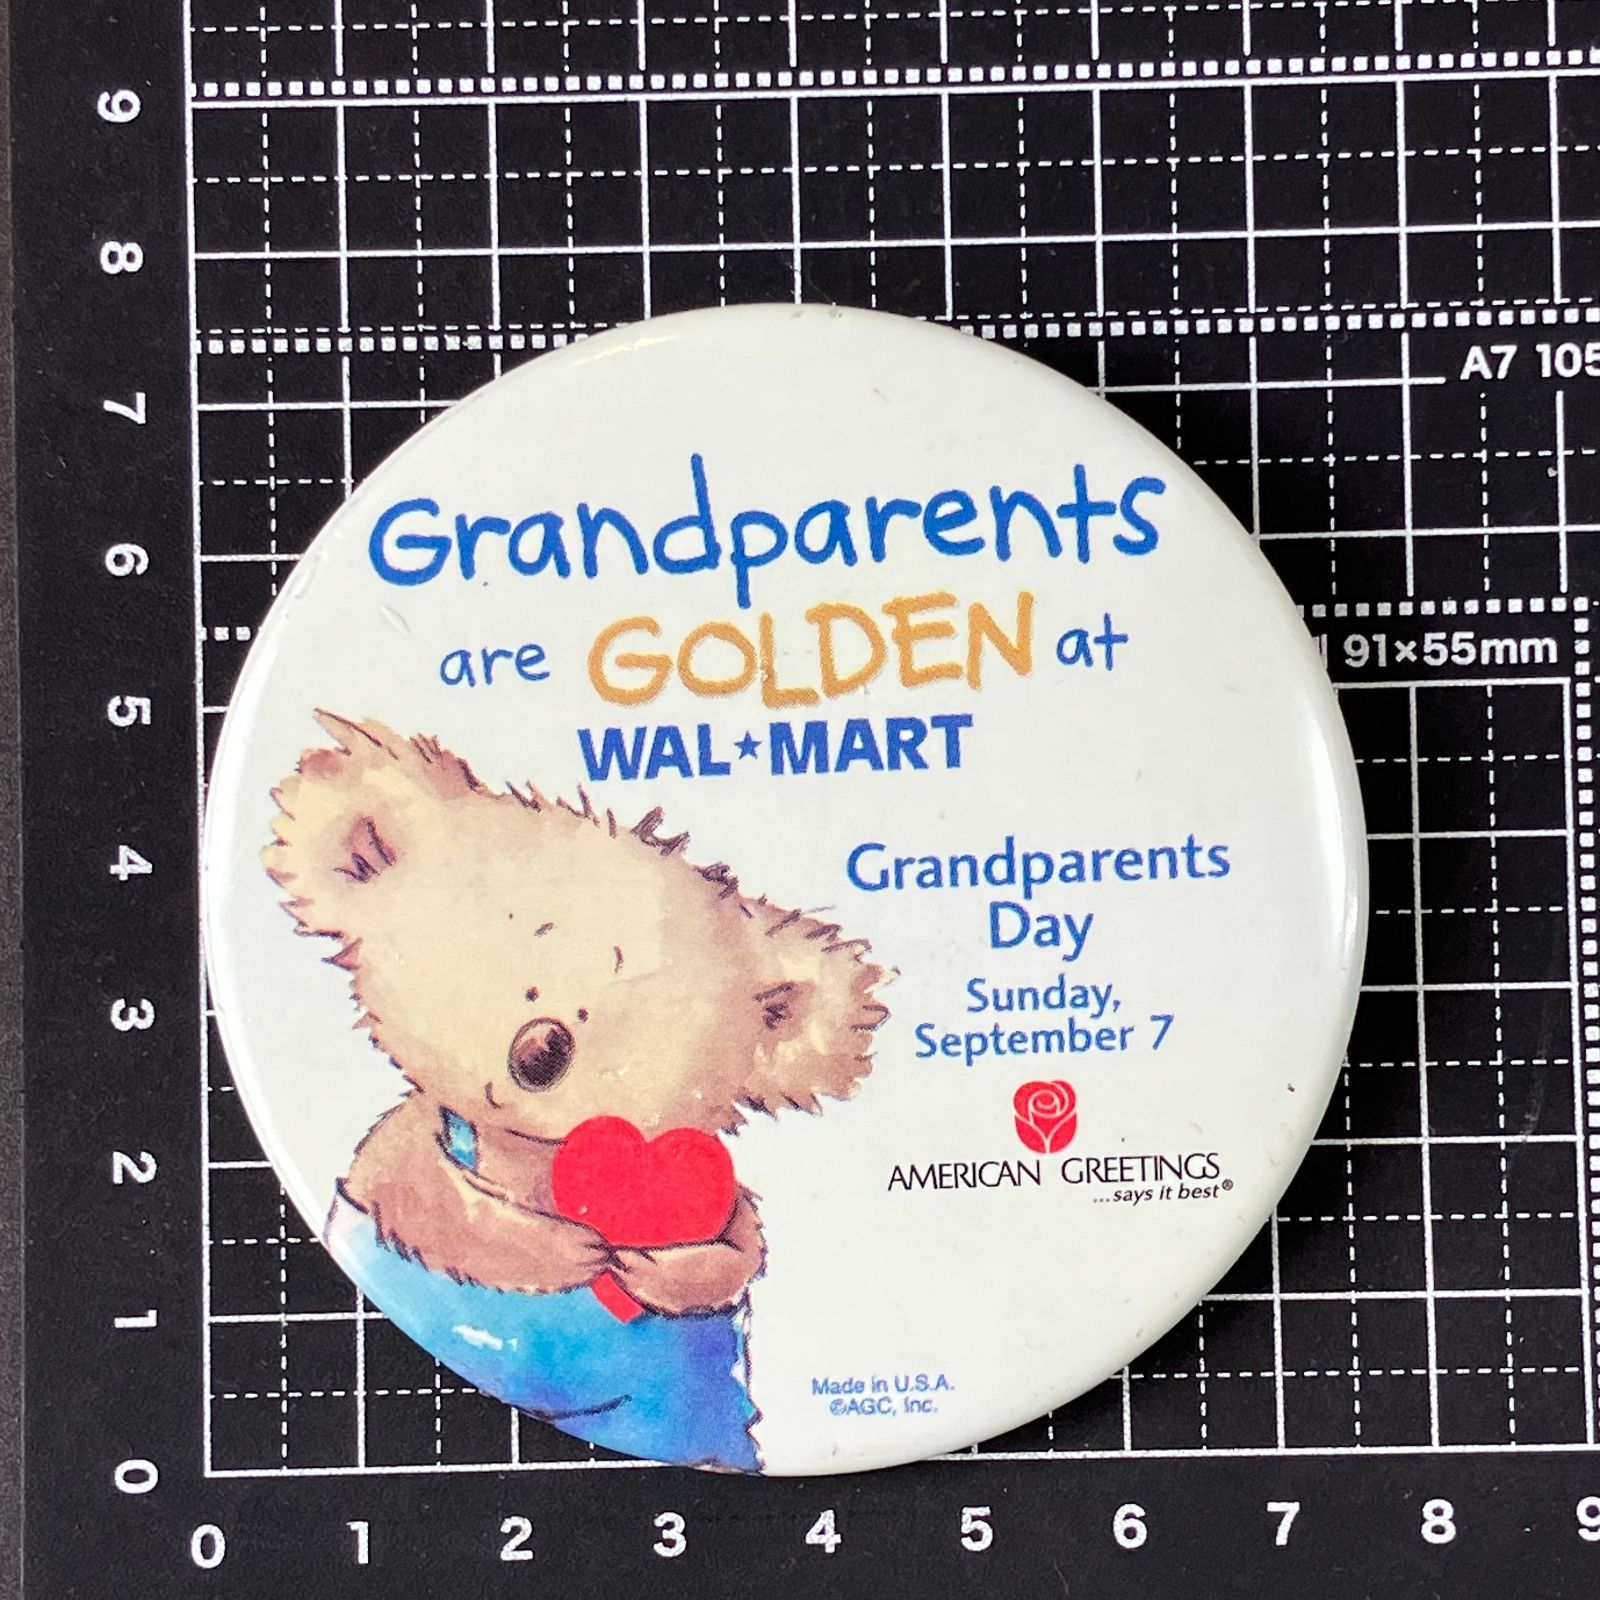 9
8
A7 105
7
Grandparents
6
are GOLDEN at
91×55mm
5
WAL★MART
4
Grandparents
Day
3
Sunday,
September 7
2
AMERICAN GREETINGS
...says it best®
1
Made in U.S.A.
©AGC, Inc.
0
0 1 2 3 4 5 6 7 8 9